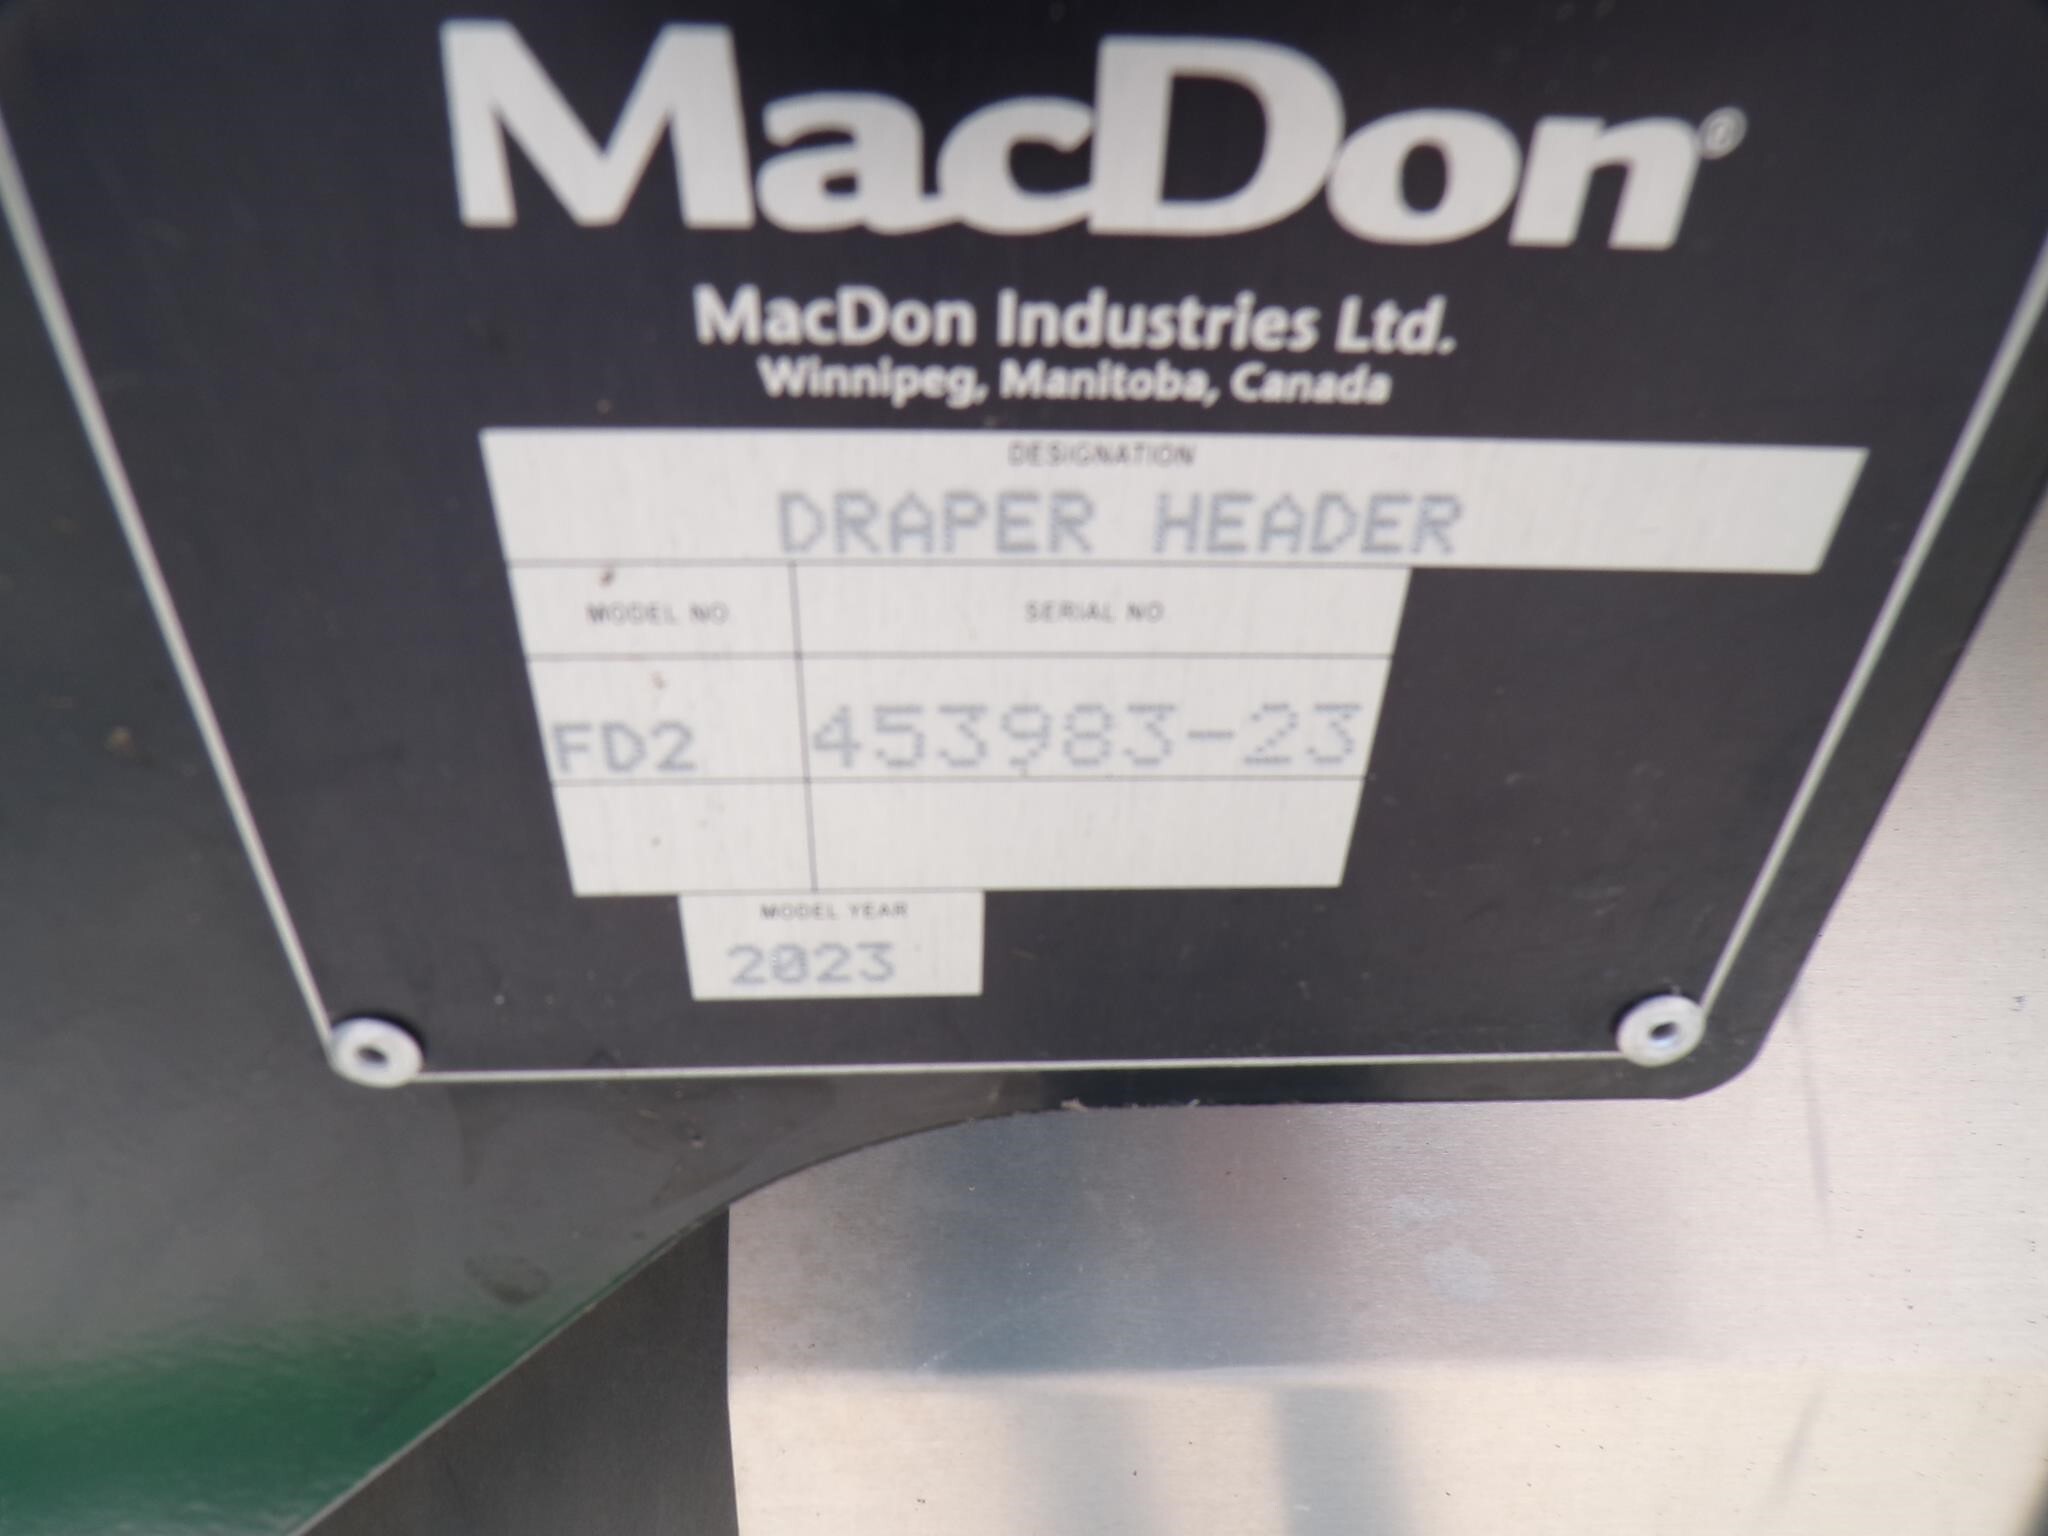 MacDon®
MacDon Industries Ltd.
Winnipeg, Manitoba, Canada
DESIGNATION
DRAPER HEADER
MODEL NO. SERIAL NO
FD2 453983-23
MODEL YEAR
2023